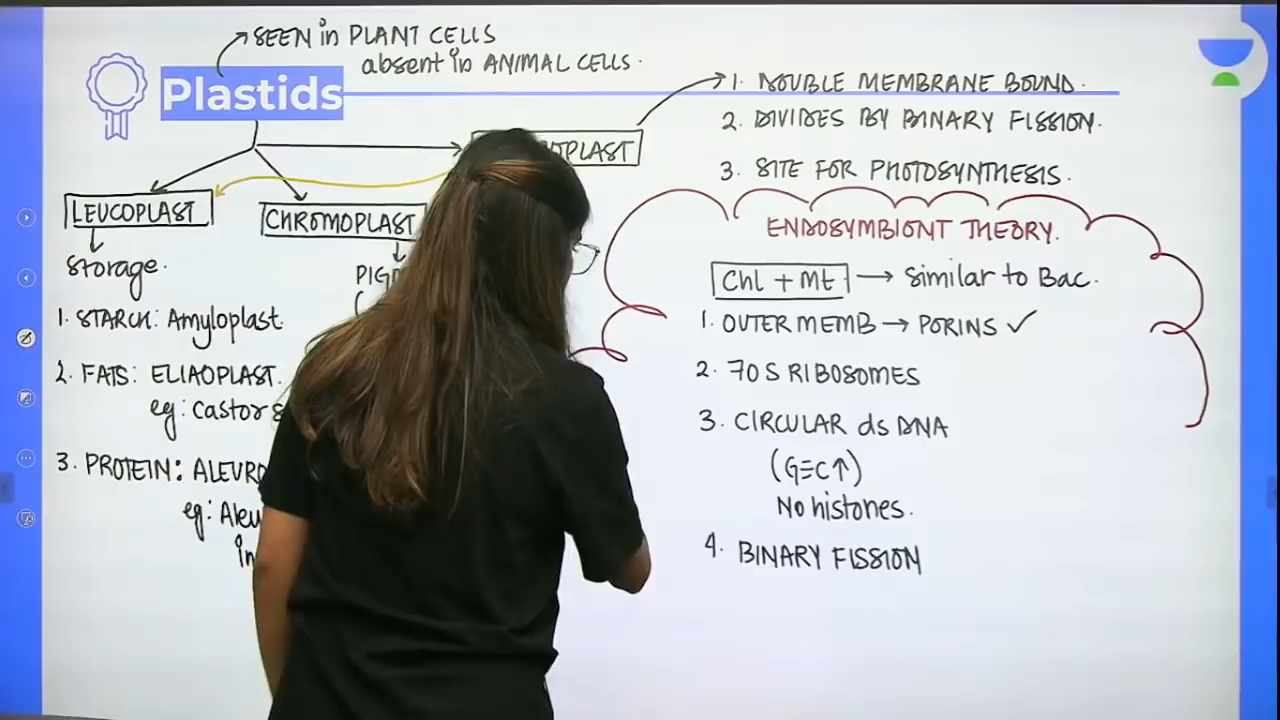 SEEN in PLANT CELLS
absent in ANIMAL CELLS.
Plastids
1. DOUBLE MEMBRANE BOUND.
2. DIVIDES BY BINARY FISSION.
3. SITE FOR PHOTOSYNTHESIS.
LEUCOPLAST
CHROMOPLAST
Storage.
1. STARCH: Amyloplast
2. FATS:
eg: Castor
3. PROTEIN:
eg:
ENDOSYMBIONT THEORY.
Chl + Mt → Similar to Bac.
1. OUTER MEMB → PORINS ✓
2. 70S RIBOSOMES
3. CIRCULAR ds DNA
(G≡C↑)
No histones.
4. BINARY FISSION